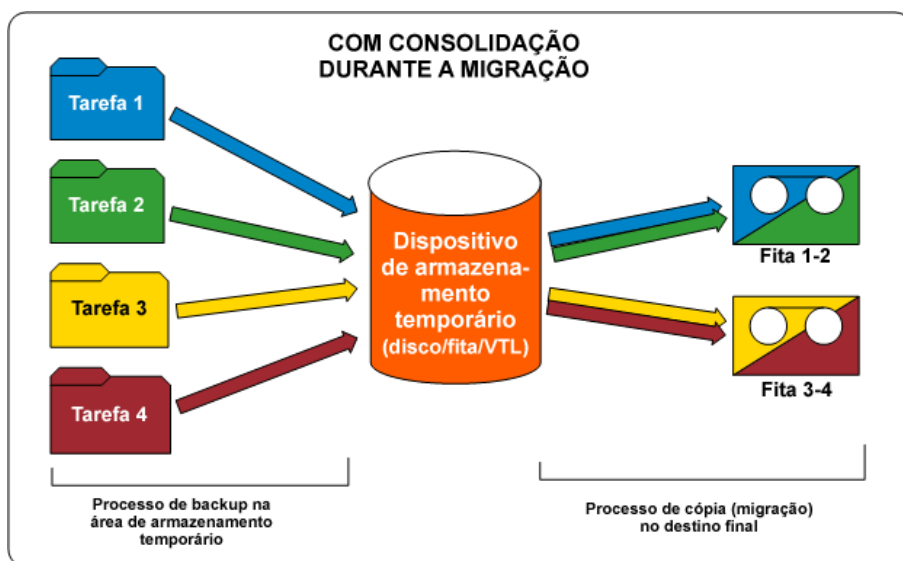 COM CONSOLIDAÇÃO
DURANTE A MIGRAÇÃO
Tarefa 1
Tarefa 2
Tarefa 3
Tarefa 4
Dispositivo
de armazena-
mento
temporário
(disco/fita/VTL)
Fita 1-2
Fita 3-4
Processo de backup na
área de armazenamento
temporário
Processo de cópia (migração)
no destino final